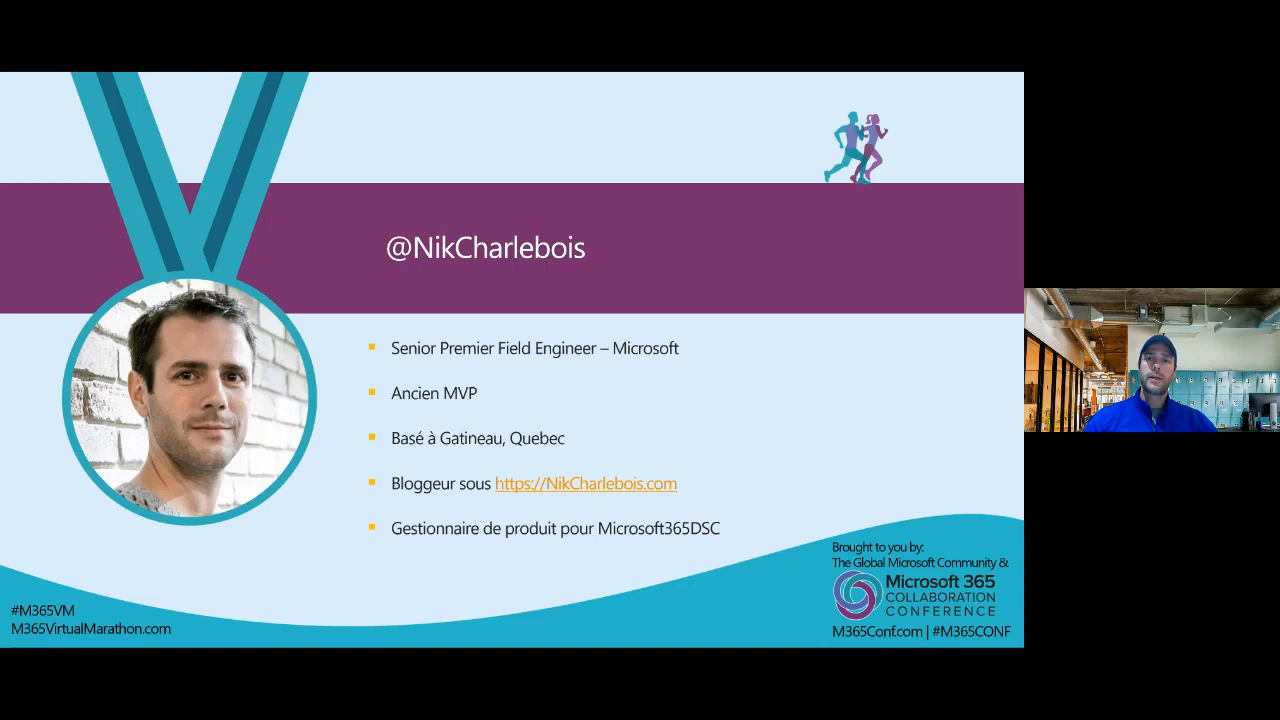 @NikCharlebois
Senior Premier Field Engineer – Microsoft
Ancien MVP
Basé à Gatineau, Quebec
Bloggeur sous https://NikCharlebois.com
Gestionnaire de produit pour Microsoft365DSC
#M365VM
M365VirtualMarathon.com
Brought to you by:
The Global Microsoft Community &
Microsoft 365
COLLABORATION
CONFERENCE
M365Conf.com | #M365CONF